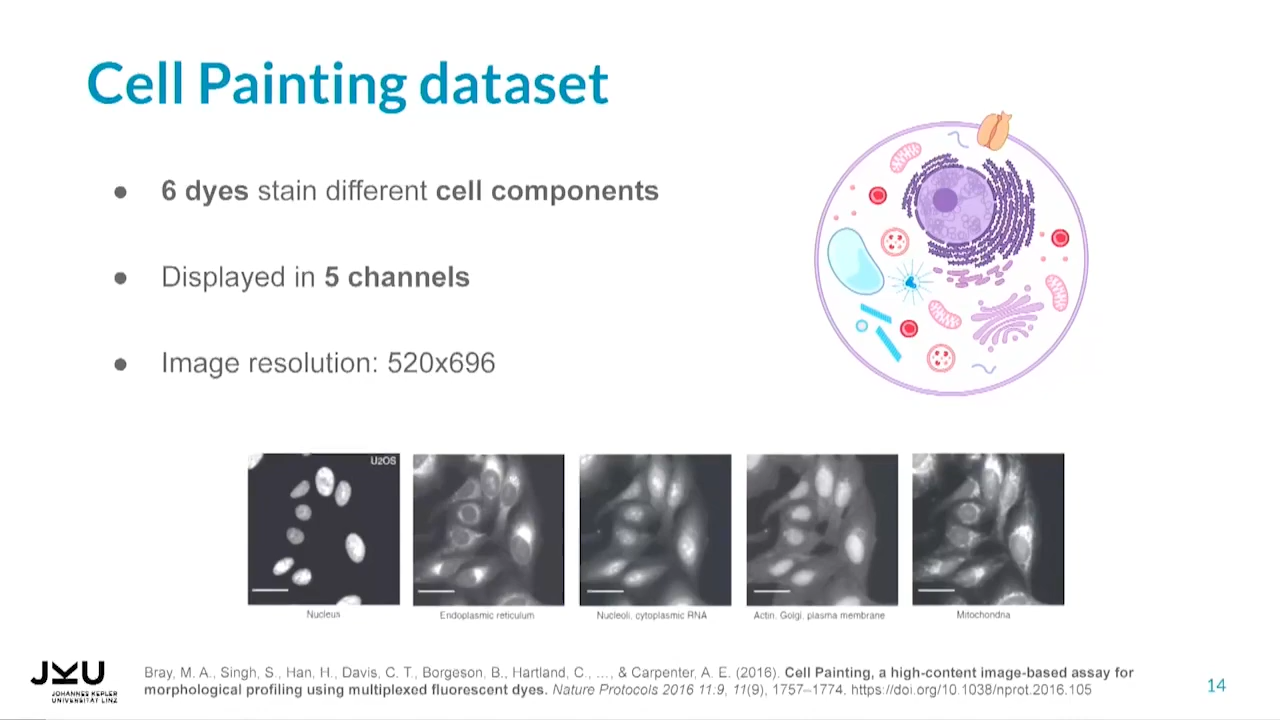 Cell Painting dataset
● 6 dyes stain different cell components
● Displayed in 5 channels
● Image resolution: 520x696
U2OS
Nucleus
Endoplasmic reticulum
Nucleoli, cytoplasmic RNA
Actin, Golgi, plasma membrane
Mitochondria
JKU
JOHANNES KEPLER
UNIVERSITÄT LINZ
Bray, M. A., Singh, S., Han, H., Davis, C. T., Borgeson, B., Hartland, C., …, & Carpenter, A. E. (2016). Cell Painting, a high-content image-based assay for
morphological profiling using multiplexed fluorescent dyes. Nature Protocols 2016 11:9, 11(9), 1757–1774. https://doi.org/10.1038/nprot.2016.105
14